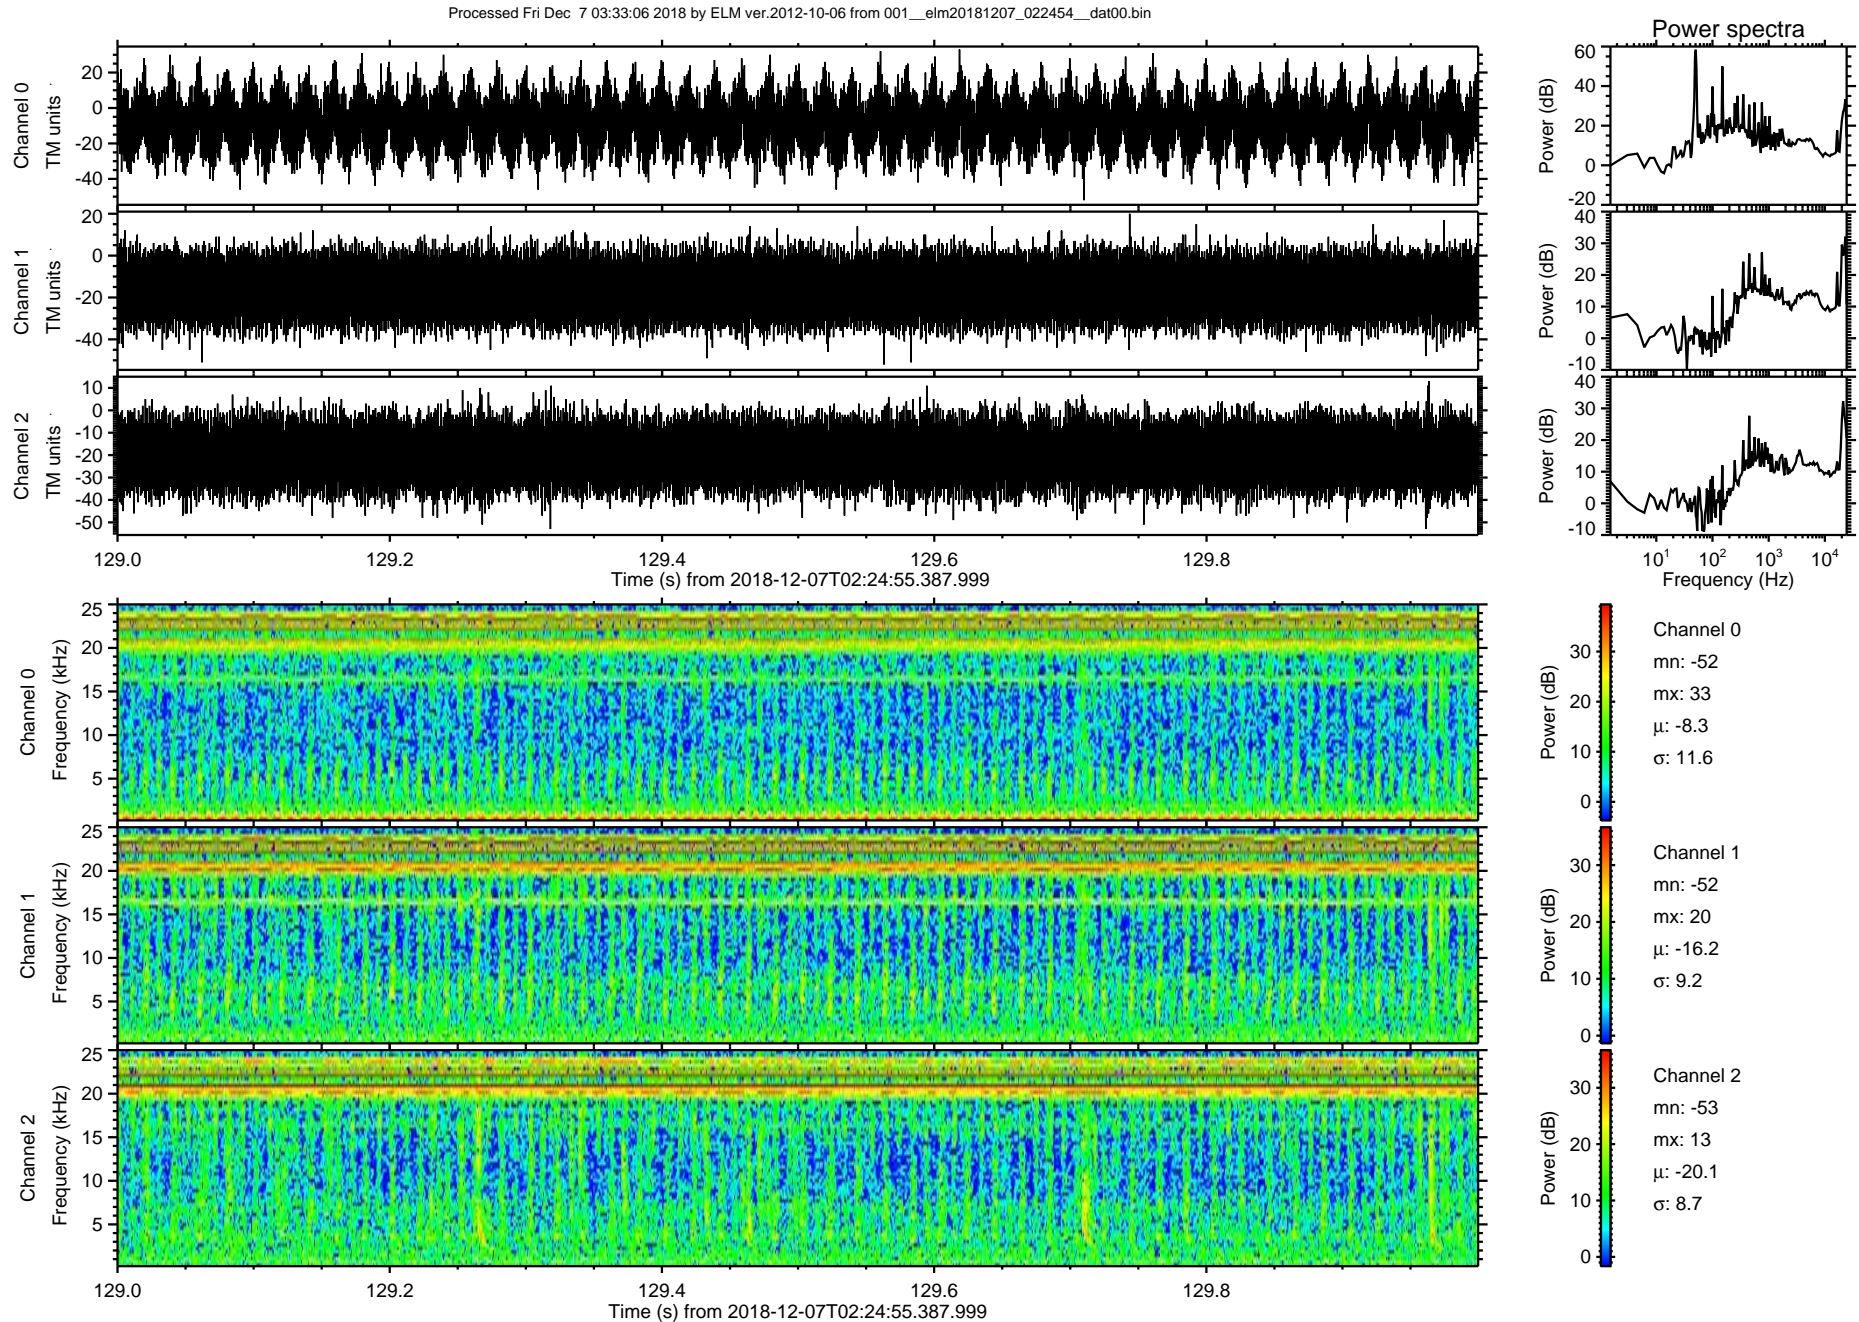 Processed Fri Dec 7 03:33:06 2018 by ELM ver.2012-10-06 from 001__elm20181207_022454__dat00.bin
Power spectra
Channel 0
TM units
20
0
-20
-40
Power (dB)
60
40
20
0
-20
Channel 1
TM units
20
0
-20
-40
Power (dB)
40
30
20
10
0
-10
Channel 2
TM units
10
0
-10
-20
-30
-40
-50
Power (dB)
40
30
20
10
0
-10
129.0 129.2 129.4 129.6 129.8
Time (s) from 2018-12-07T02:24:55.387.999
10¹ 10² 10³ 10⁴
Frequency (Hz)
Channel 0
Frequency (kHz)
25
20
15
10
5
Power (dB)
30
20
10
0
Channel 0
mn: -52
mx: 33
µ: -8.3
σ: 11.6
Channel 1
Frequency (kHz)
25
20
15
10
5
Power (dB)
30
20
10
0
Channel 1
mn: -52
mx: 20
µ: -16.2
σ: 9.2
Channel 2
Frequency (kHz)
25
20
15
10
5
Power (dB)
30
20
10
0
Channel 2
mn: -53
mx: 13
µ: -20.1
σ: 8.7
129.0 129.2 129.4 129.6 129.8
Time (s) from 2018-12-07T02:24:55.387.999